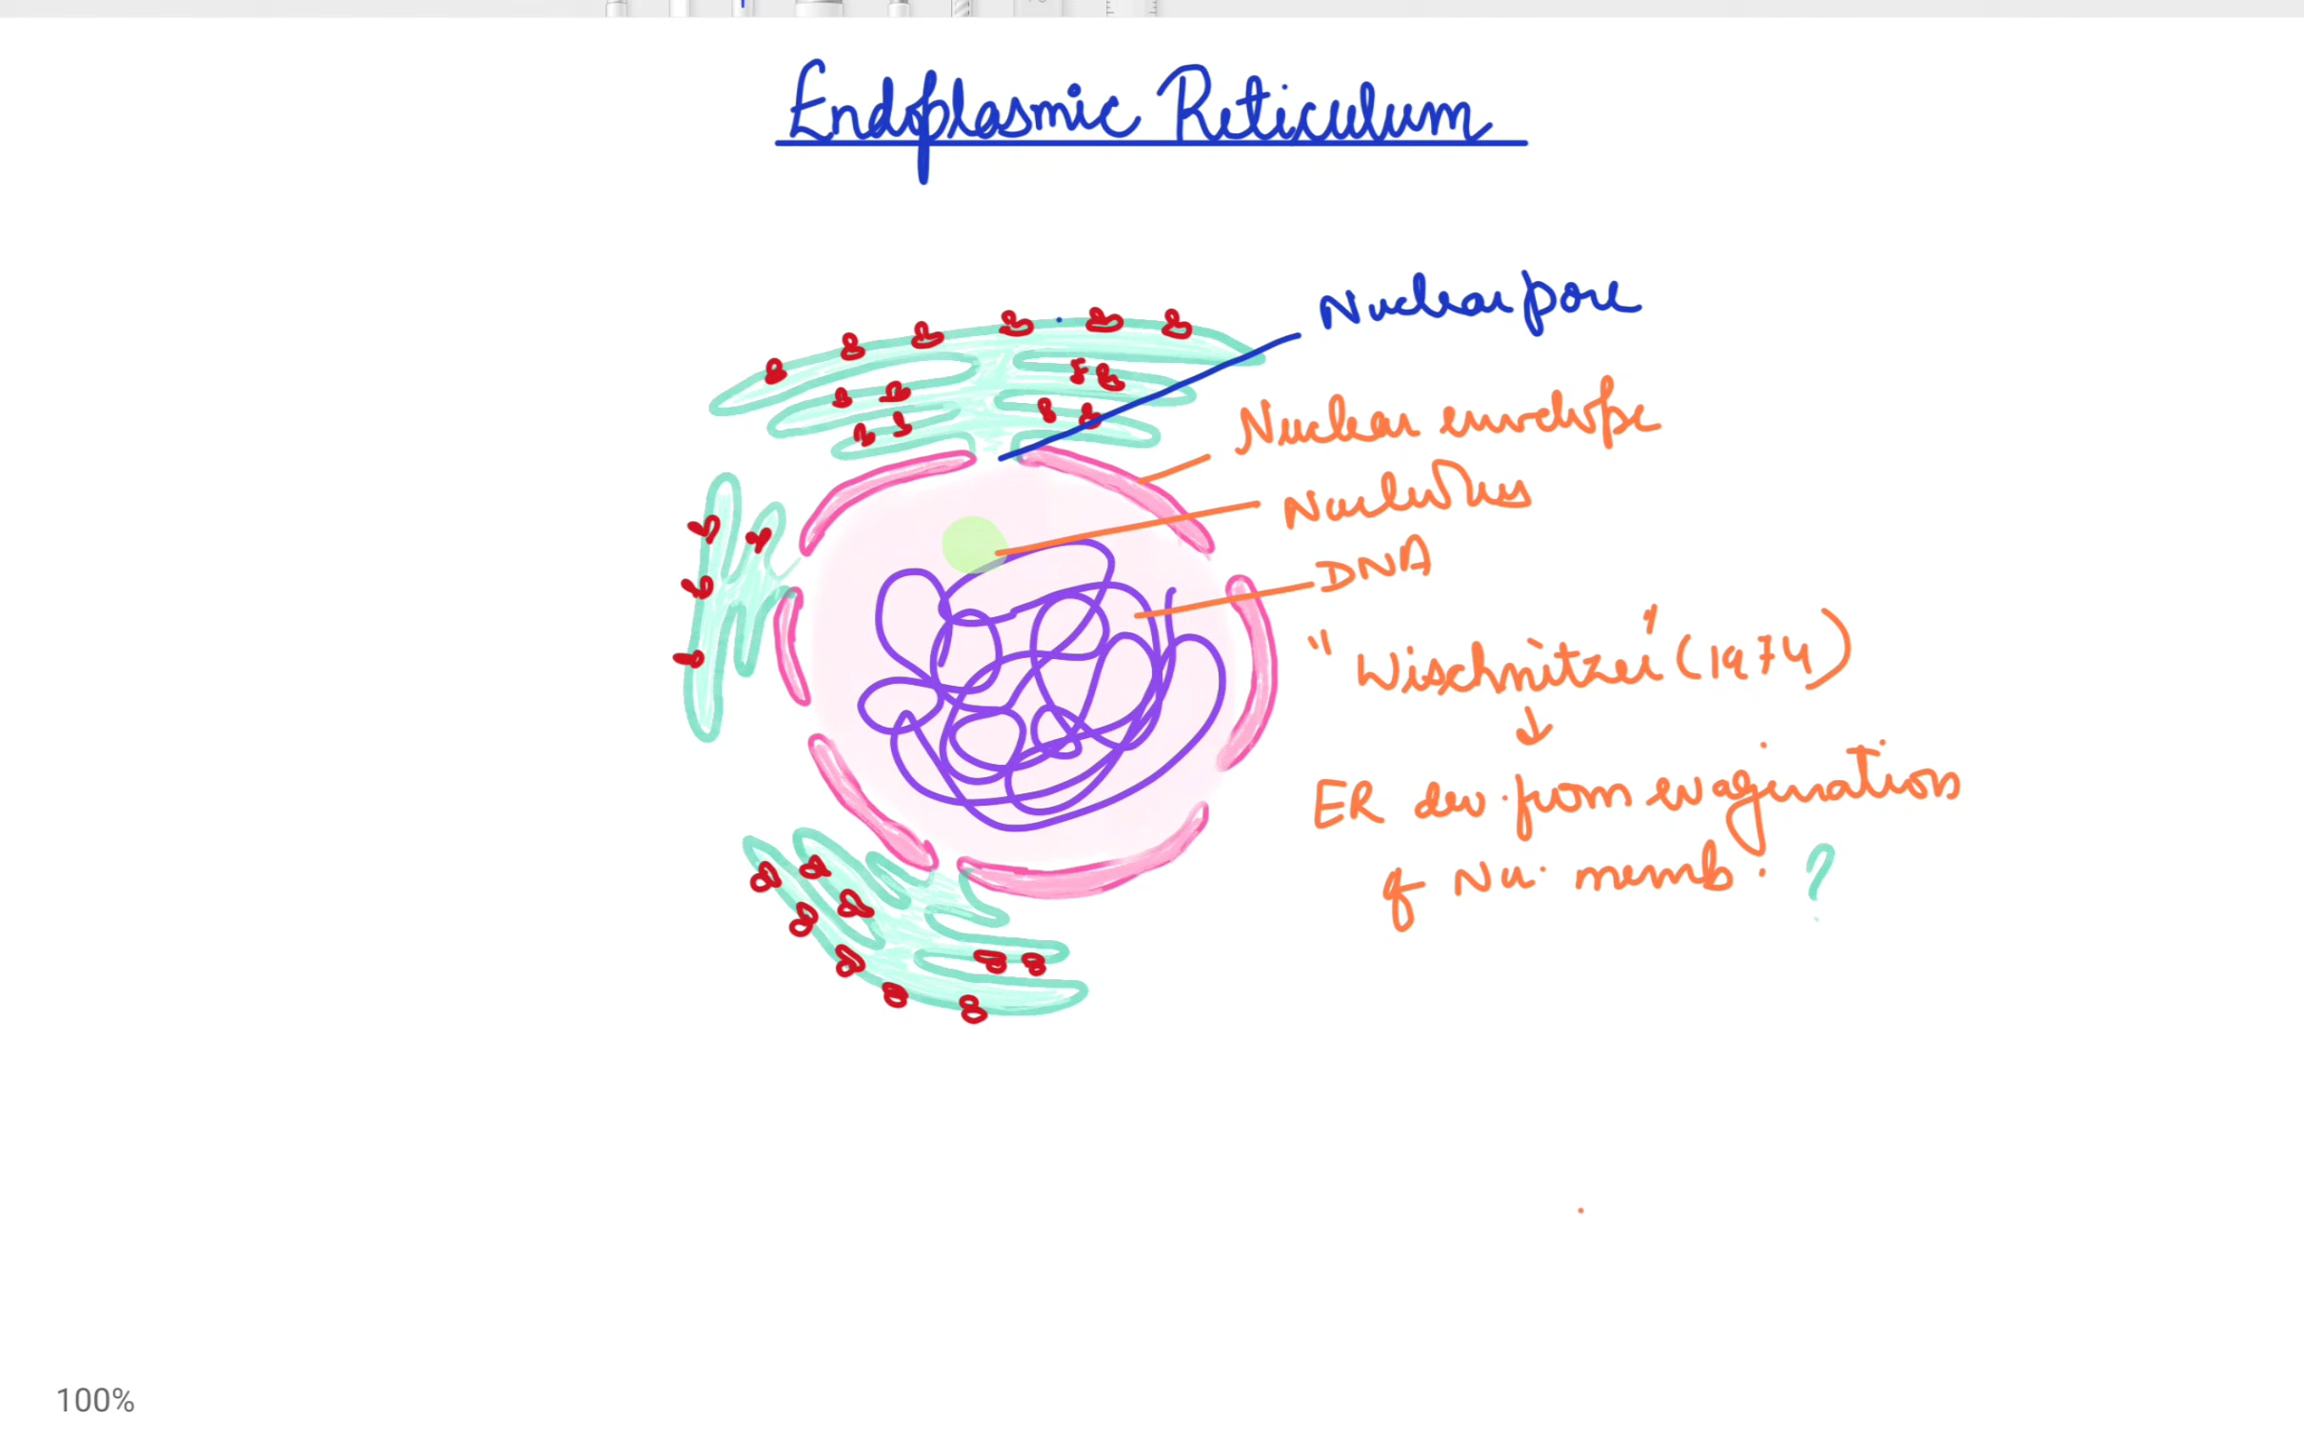 Endoplasmic Reticulum
Nuclear pore
Nuclear envelope
Nucleolus
DNA
"Wischnitzer" (1974)
↓
ER dev. from evagination
of Nu. memb. ?
100%